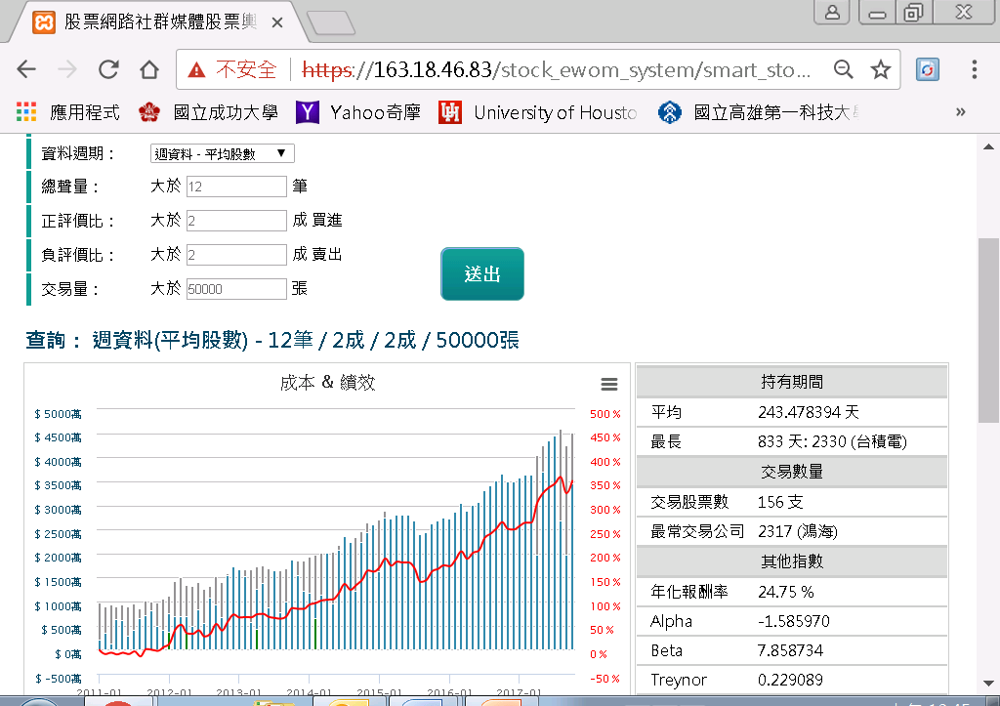 股票網路社群媒體股票輿
不安全 https://163.18.46.83/stock_ewom_system/smart_sto...
應用程式 國立成功大學 Yahoo奇摩 University of Housto 國立高雄第一科技大 »
資料週期： 週資料 - 平均股數
總聲量： 大於 12 筆
正評價比： 大於 2 成 買進
負評價比： 大於 2 成 賣出
交易量： 大於 50000 張
送出
查詢： 週資料(平均股數) - 12筆 / 2成 / 2成 / 50000張
成本 & 績效
$ 5000萬 500 %
$ 4500萬 450 %
$ 4000萬 400 %
$ 3500萬 350 %
$ 3000萬 300 %
$ 2500萬 250 %
$ 2000萬 200 %
$ 1500萬 150 %
$ 1000萬 100 %
$ 500萬 50 %
$ 0萬 0 %
$ -500萬 -50 %
2011-01 2012-01 2013-01 2014-01 2015-01 2016-01 2017-01
持有期間
平均 243.478394 天
最長 833 天: 2330 (台積電)
交易數量
交易股票數 156 支
最常交易公司 2317 (鴻海)
其他指數
年化報酬率 24.75 %
Alpha -1.585970
Beta 7.858734
Treynor 0.229089